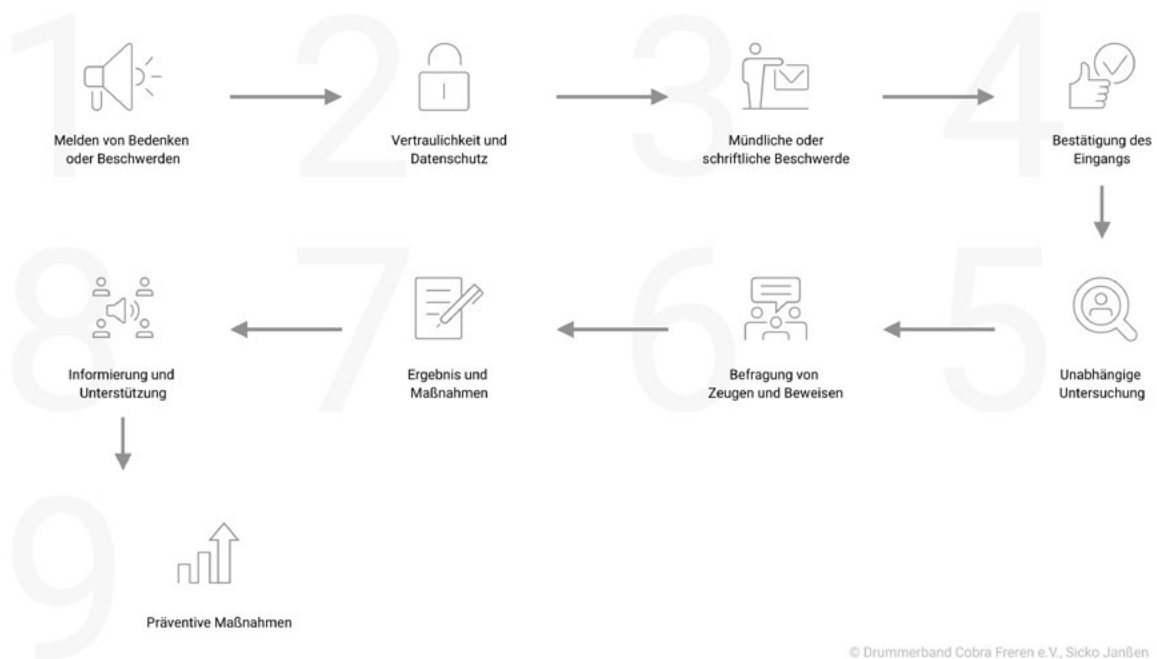 1
Melden von Bedenken
oder Beschwerden
2
Vertraulichkeit und
Datenschutz
3
Mündliche oder
schriftliche Beschwerde
4
Bestätigung des
Eingangs
5
Unabhängige
Untersuchung
6
Befragung von
Zeugen und Beweisen
7
Ergebnis und
Maßnahmen
8
Informierung und
Unterstützung
9
Präventive Maßnahmen
© Drummerband Cobra Freren e.V., Sicko Janßen